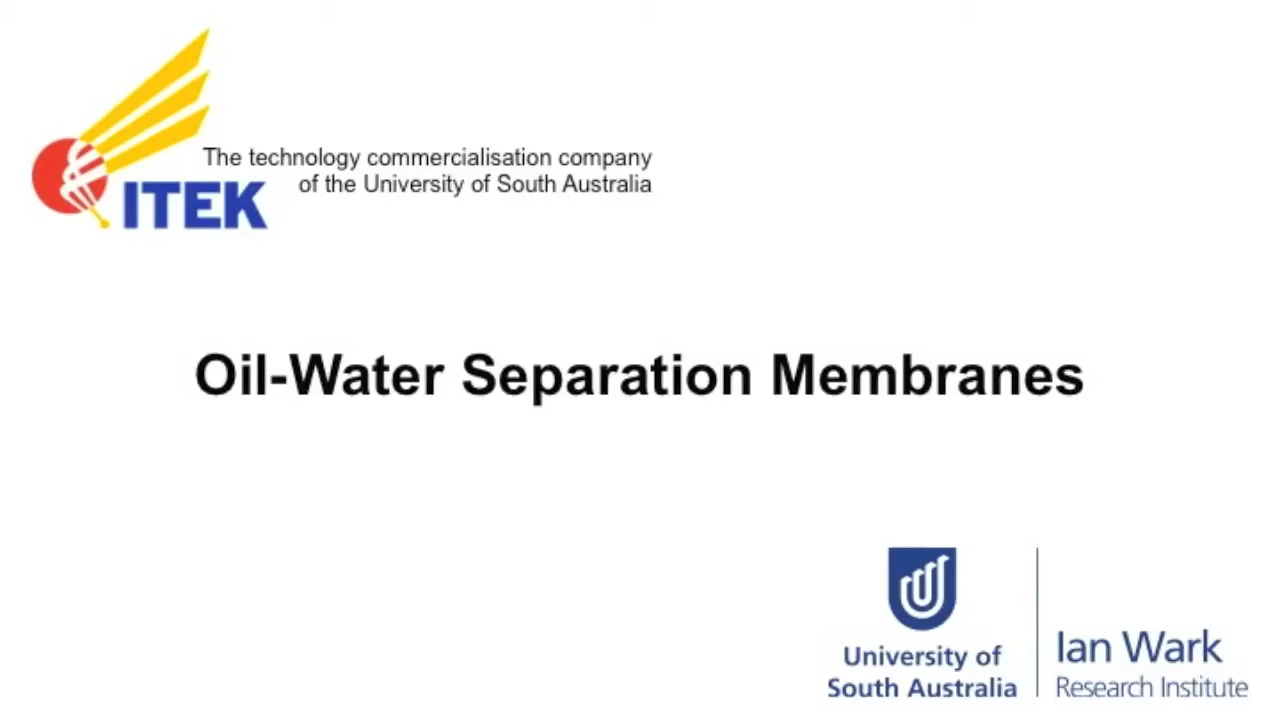 The technology commercialisation company
of the University of South Australia
ITEK
Oil-Water Separation Membranes
University of
South Australia
Ian Wark
Research Institute